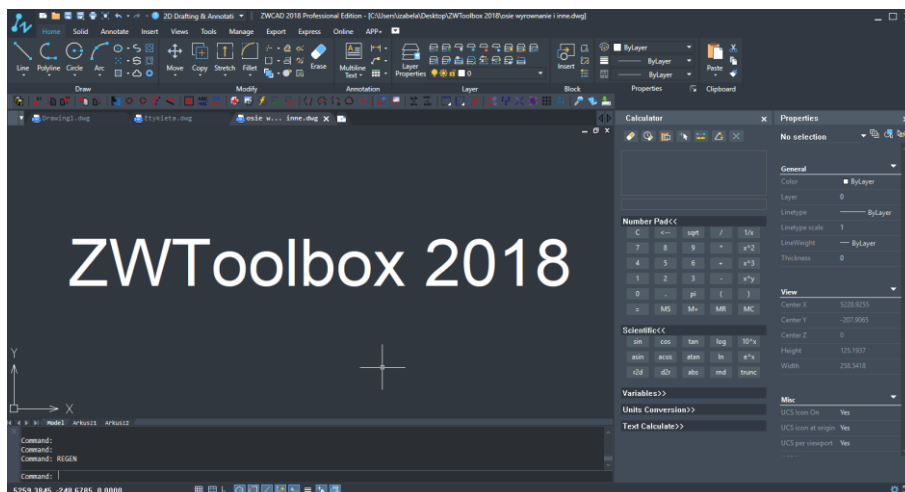 2D Drafting & Annotati
ZWCAD 2018 Professional Edition - [C:\Users\izabela\Desktop\ZWToolbox 2018\osie wyrownanie i inne.dwg]
Home Solid Annotate Insert View Tools Manage Export Express Online APP+
Line Polyline Circle Arc Move Copy Stretch Fillet Erase Multiline Text Layer Properties 0 Insert ByLayer ByLayer ByLayer Paste
Draw Modify Annotation Layer Block Properties Clipboard
Drawing1.dwg Etykieta.dwg osie w... inne.dwg
ZWToolbox 2018
Y
X
Model Arkusz1 Arkusz2
Command:
Command:
Command: REGEN
Command:
5259.3845, -248.6785, 0.0000
Calculator
Number Pad<<
C <-- sqrt / 1/x
7 8 9 * x^2
4 5 6 + x^3
1 2 3 - x^y
0 . pi ( )
= MS M+ MR MC
Scientific<<
sin cos tan log 10^x
asin acos atan ln e^x
r2d d2r abs rnd trunc
Variables>>
Units Conversion>>
Text Calculate>>
Properties
No selection
General
Color ByLayer
Layer 0
Linetype ByLayer
Linetype scale 1
LineWeight ByLayer
Thickness 0
View
Center X 5228.8255
Center Y -207.9065
Center Z 0
Height 125.1937
Width 258.5418
Misc
UCS Icon On Yes
UCS icon at origin Yes
UCS per viewport Yes